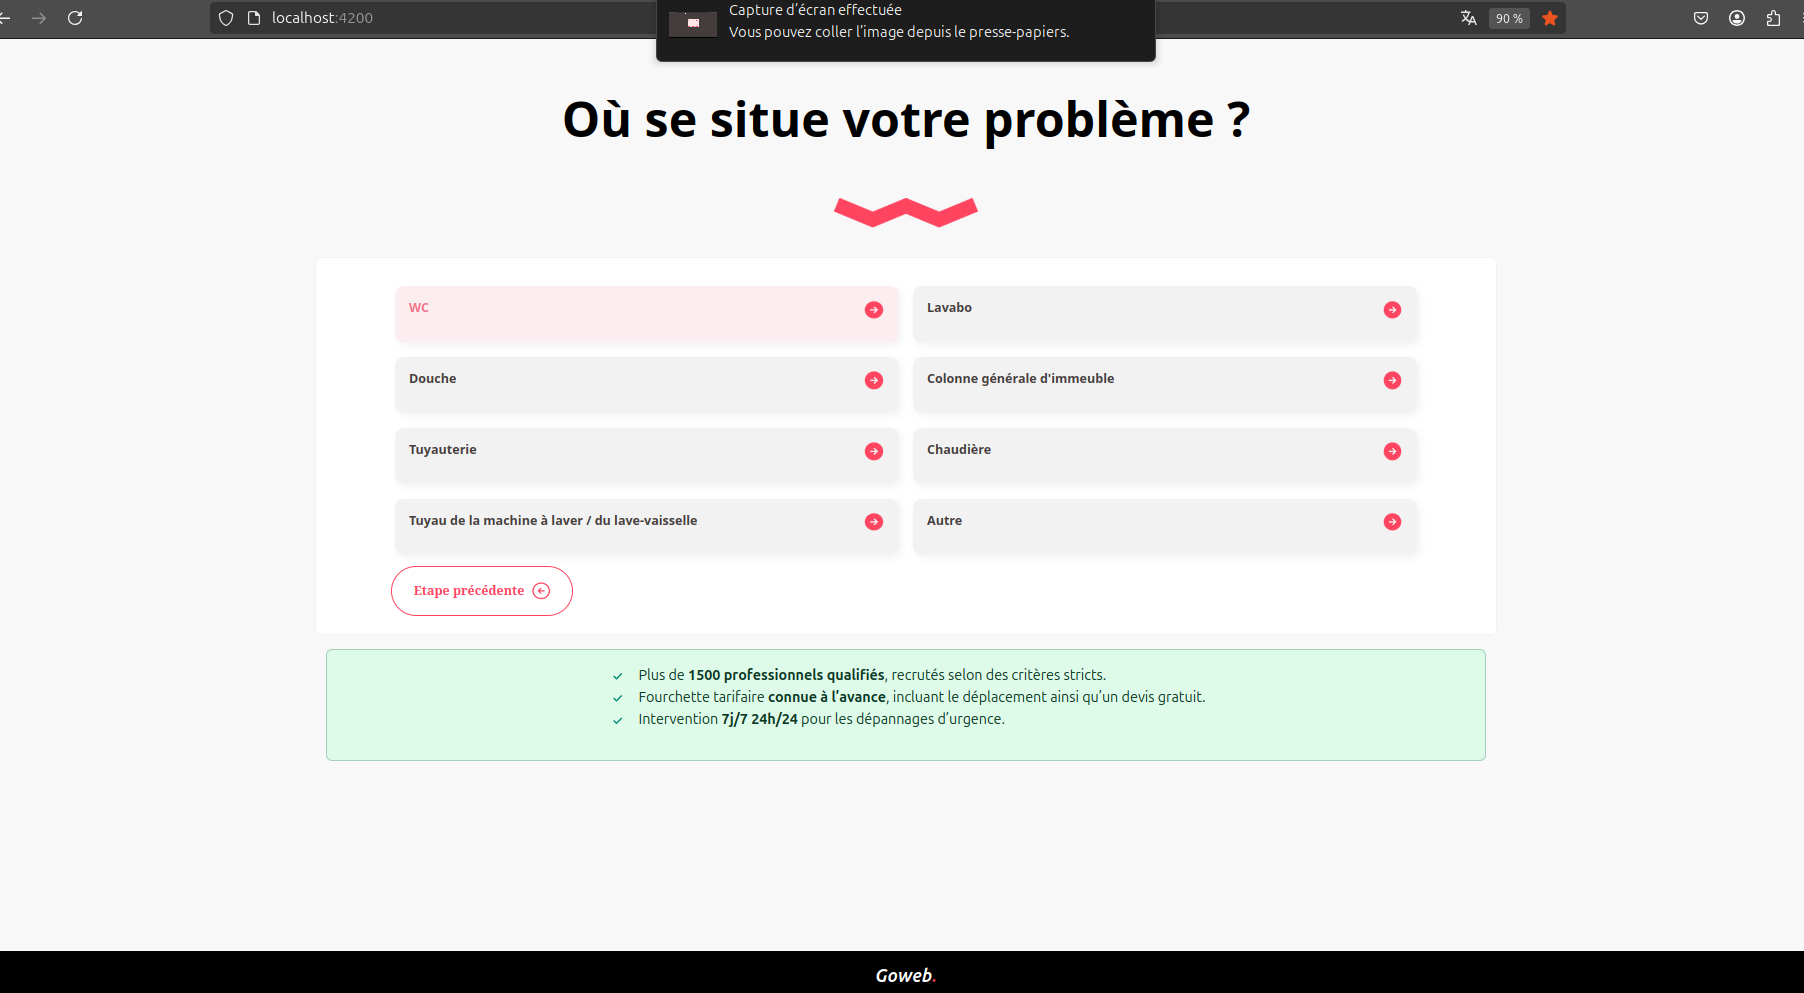 localhost:4200
Capture d’écran effectuée
Vous pouvez coller l’image depuis le presse-papiers.
90 %
Où se situe votre problème ?
WC
Lavabo
Douche
Colonne générale d'immeuble
Tuyauterie
Chaudière
Tuyau de la machine à laver / du lave-vaisselle
Autre
Etape précédente
Plus de 1500 professionnels qualifiés, recrutés selon des critères stricts.
Fourchette tarifaire connue à l’avance, incluant le déplacement ainsi qu’un devis gratuit.
Intervention 7j/7 24h/24 pour les dépannages d’urgence.
Goweb.